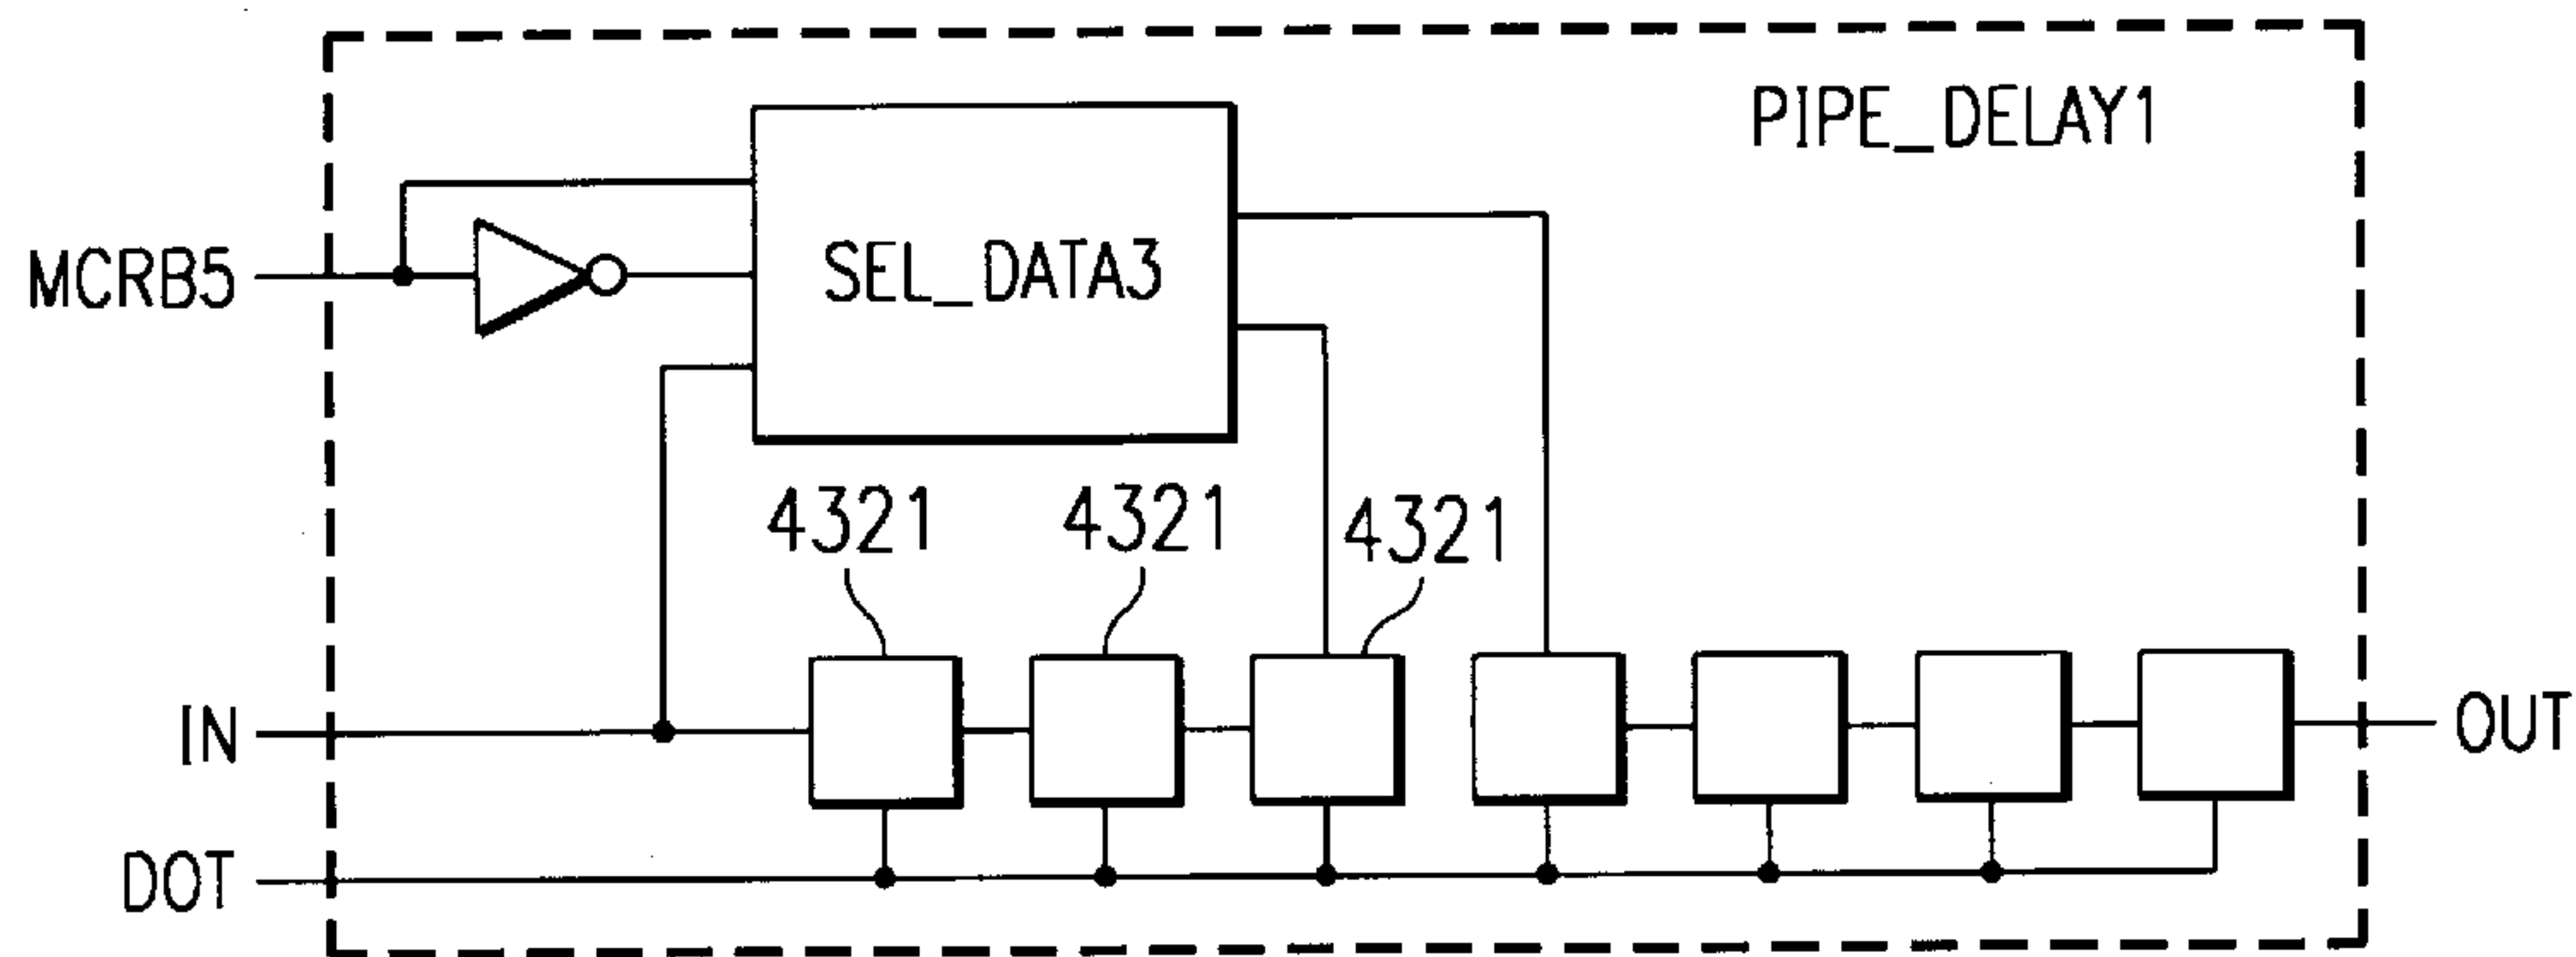 PIPE_DELAY1
MCRB5
SEL_DATA3
4321
4321
4321
IN
OUT
DOT